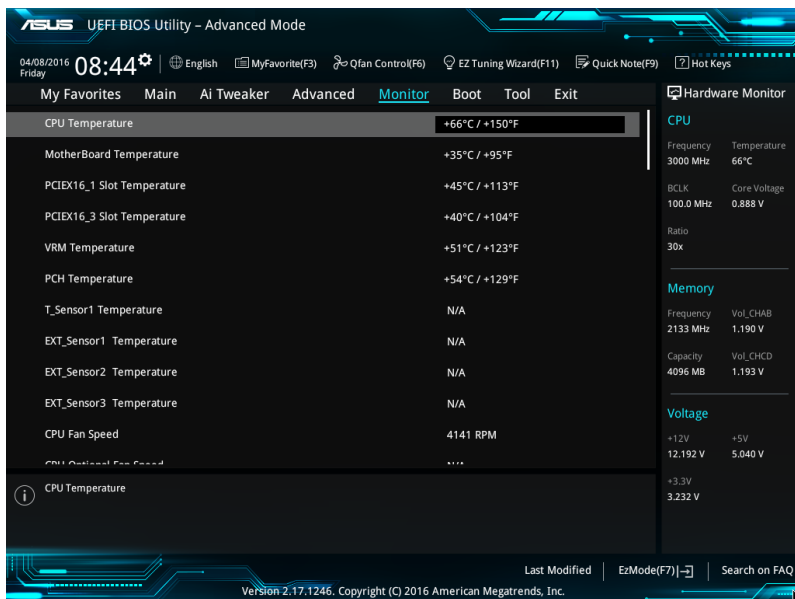 ASUS UEFI BIOS Utility – Advanced Mode
04/08/2016 Friday 08:44 English MyFavorite(F3) Qfan Control(F6) EZ Tuning Wizard(F11) Quick Note(F9) ? Hot Keys
My Favorites Main Ai Tweaker Advanced Monitor Boot Tool Exit
CPU Temperature +66°C / +150°F
MotherBoard Temperature +35°C / +95°F
PCIEX16_1 Slot Temperature +45°C / +113°F
PCIEX16_3 Slot Temperature +40°C / +104°F
VRM Temperature +51°C / +123°F
PCH Temperature +54°C / +129°F
T_Sensor1 Temperature N/A
EXT_Sensor1 Temperature N/A
EXT_Sensor2 Temperature N/A
EXT_Sensor3 Temperature N/A
CPU Fan Speed 4141 RPM
CPU Optional Fan Speed N/A
i CPU Temperature
Hardware Monitor
CPU
Frequency Temperature
3000 MHz 66°C
BCLK Core Voltage
100.0 MHz 0.888 V
Ratio
30x
Memory
Frequency Vol_CHAB
2133 MHz 1.190 V
Capacity Vol_CHCD
4096 MB 1.193 V
Voltage
+12V +5V
12.192 V 5.040 V
+3.3V
3.232 V
Last Modified EzMode(F7) Search on FAQ
Version 2.17.1246. Copyright (C) 2016 American Megatrends, Inc.